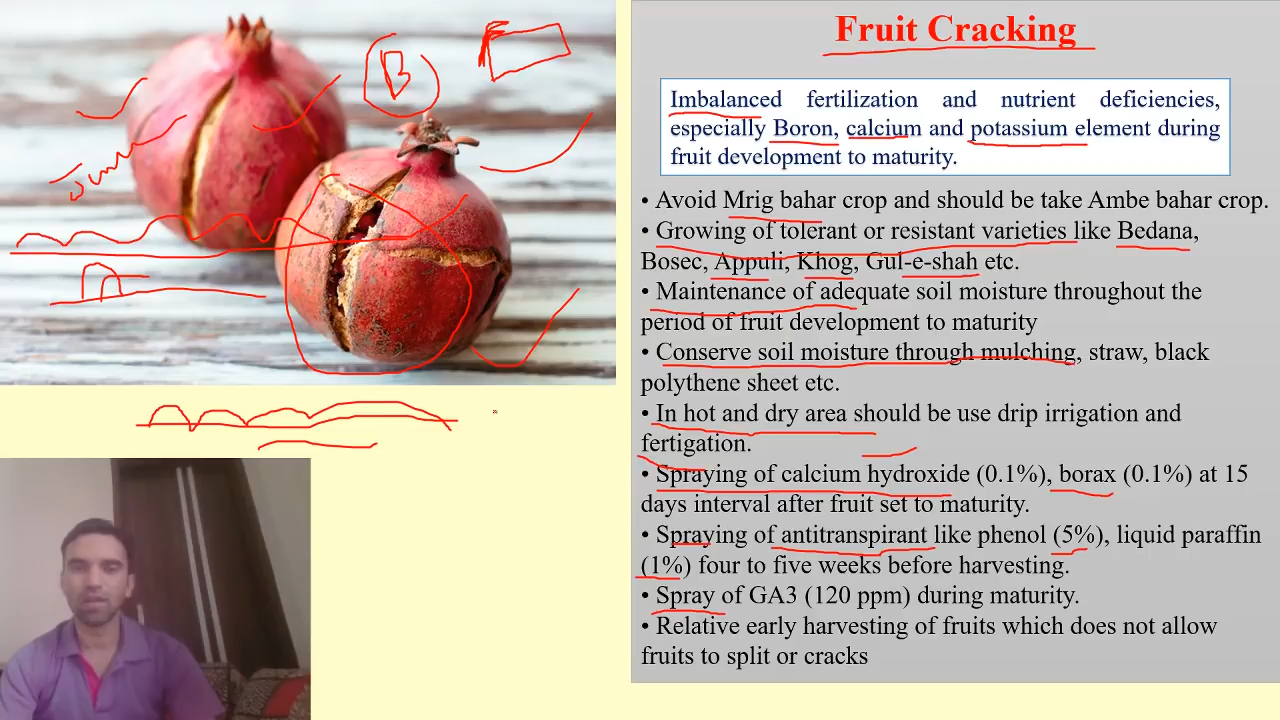 Fruit Cracking
Imbalanced fertilization and nutrient deficiencies,
especially Boron, calcium and potassium element during
fruit development to maturity.
• Avoid Mrig bahar crop and should be take Ambe bahar crop.
• Growing of tolerant or resistant varieties like Bedana,
Bosec, Appuli, Khog, Gul-e-shah etc.
• Maintenance of adequate soil moisture throughout the
period of fruit development to maturity
• Conserve soil moisture through mulching, straw, black
polythene sheet etc.
• In hot and dry area should be use drip irrigation and
fertigation.
• Spraying of calcium hydroxide (0.1%), borax (0.1%) at 15
days interval after fruit set to maturity.
• Spraying of antitranspirant like phenol (5%), liquid paraffin
(1%) four to five weeks before harvesting.
• Spray of GA3 (120 ppm) during maturity.
• Relative early harvesting of fruits which does not allow
fruits to split or cracks
B